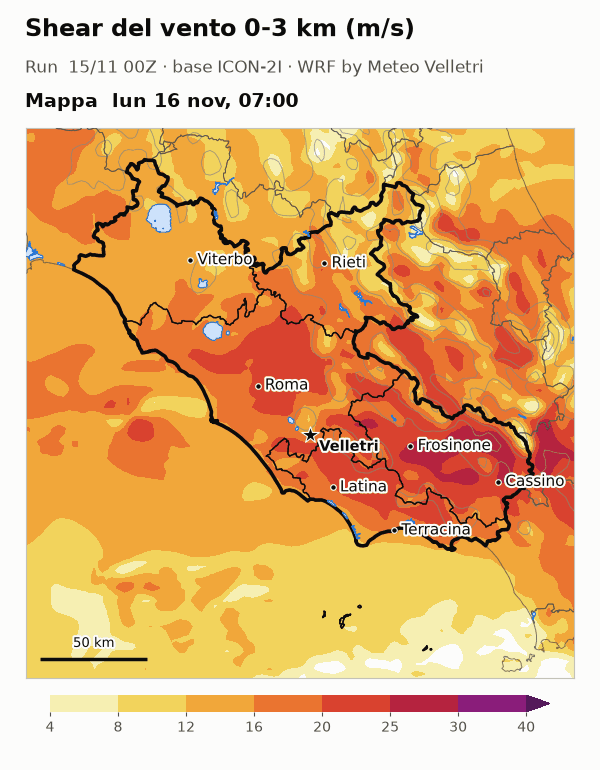 Shear del vento 0-3 km (m/s)
Run 15/11 00Z · base ICON-2I · WRF by Meteo Velletri
Mappa lun 16 nov, 07:00
Viterbo
Rieti
Roma
Velletri
Frosinone
Cassino
Latina
Terracina
50 km
4 8 12 16 20 25 30 40